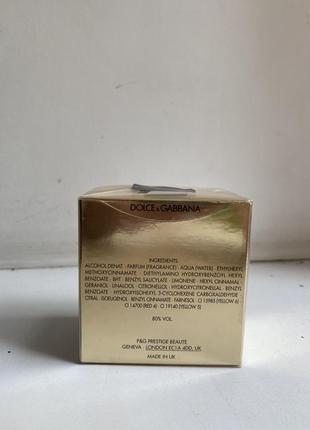 DOLCE & GABBANA
INGREDIENTS:
ALCOHOL DENAT · PARFUM (FRAGRANCE) · AQUA (WATER) · ETHYLHEXYL
METHOXYCINNAMATE · DIETHYLAMINO HYDROXYBENZOYL HEXYL
BENZOATE · BHT · BENZYL SALICYLATE · LIMONENE · HEXYL CINNAMAL
GERANIOL · LINALOOL · CITRONELLOL · HYDROXYCITRONELLAL · BENZYL
BENZOATE · HYDROXYISOHEXYL 3-CYCLOHEXENE CARBOXALDEHYDE
CITRAL · ISOEUGENOL · BENZYL CINNAMATE · FARNESOL · CI 15985 (YELLOW 6)
CI 14700 (RED 4) · CI 19140 (YELLOW 5)
80% VOL.
P&G PRESTIGE BEAUTE
GENEVA · LONDON EC1A 4DD, UK
MADE IN UK